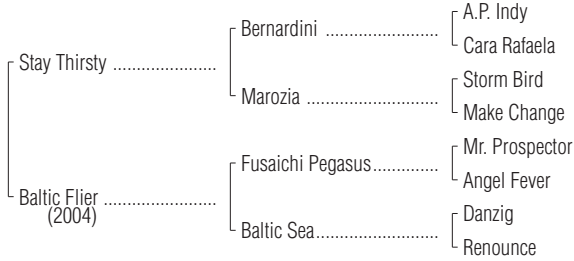 A.P. Indy
Bernardini ........................
Cara Rafaela
Stay Thirsty ......................
Storm Bird
Marozia ............................
Make Change
Mr. Prospector
Fusaichi Pegasus..............
Angel Fever
Baltic Flier ........................
(2004)
Danzig
Baltic Sea..........................
Renounce